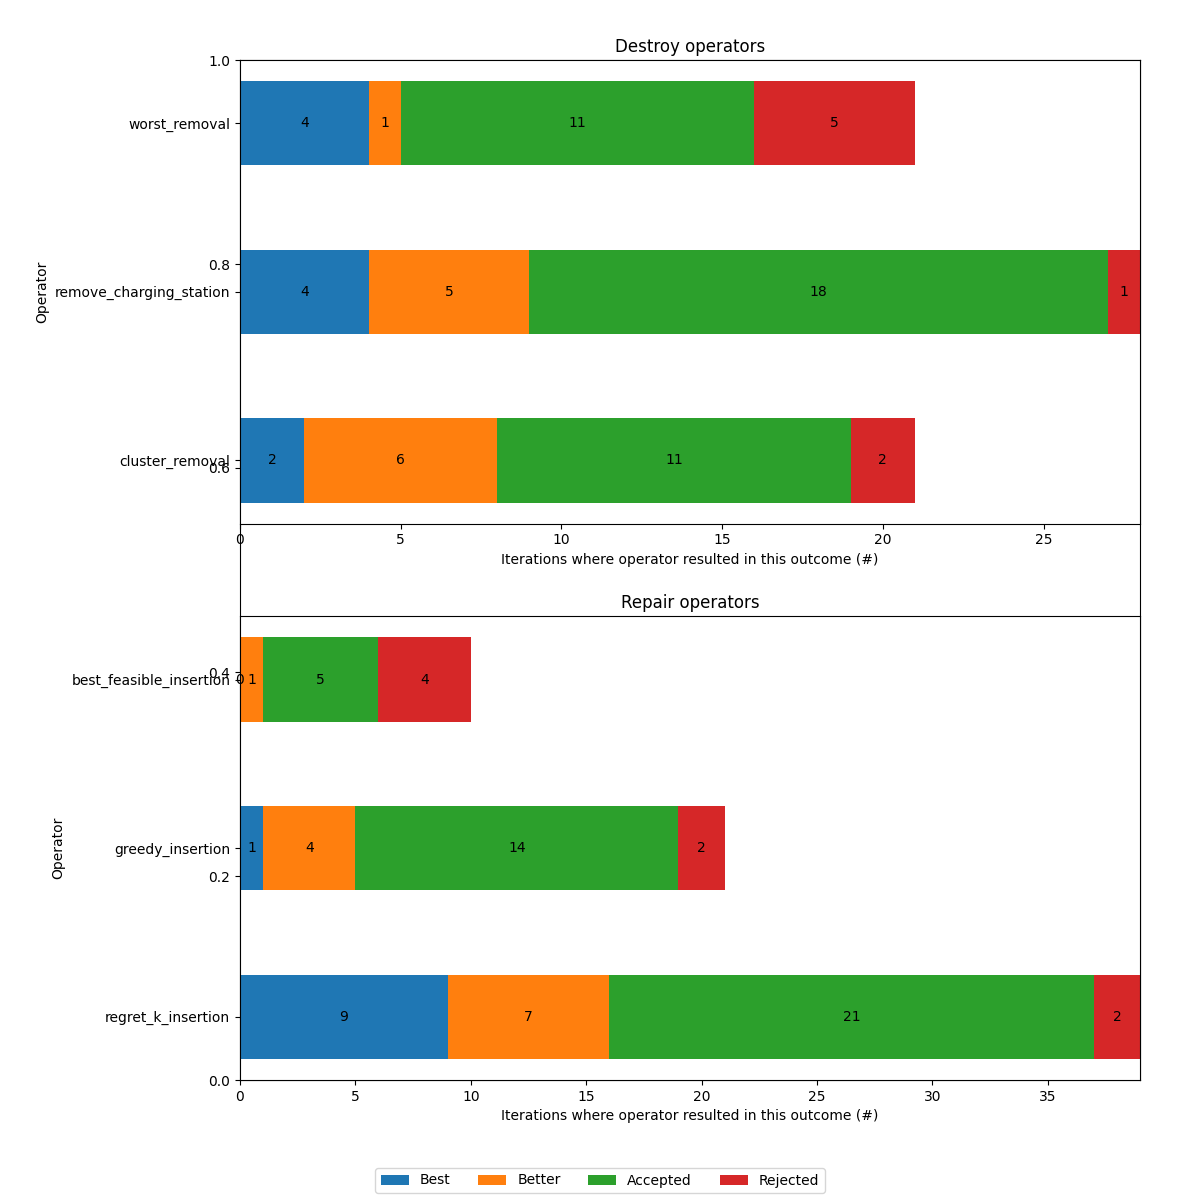 Destroy operators
1.0
worst_removal 4 1 11 5
0.8
remove_charging_station 4 5 18 1
Operator
cluster_removal 2 6 11 2
0.6
0 5 10 15 20 25
Iterations where operator resulted in this outcome (#)
Repair operators
0.4
best_feasible_insertion 0 1 5 4
greedy_insertion 1 4 14 2
Operator
0.2
regret_k_insertion 9 7 21 2
0.0
0 5 10 15 20 25 30 35
Iterations where operator resulted in this outcome (#)
Best Better Accepted Rejected